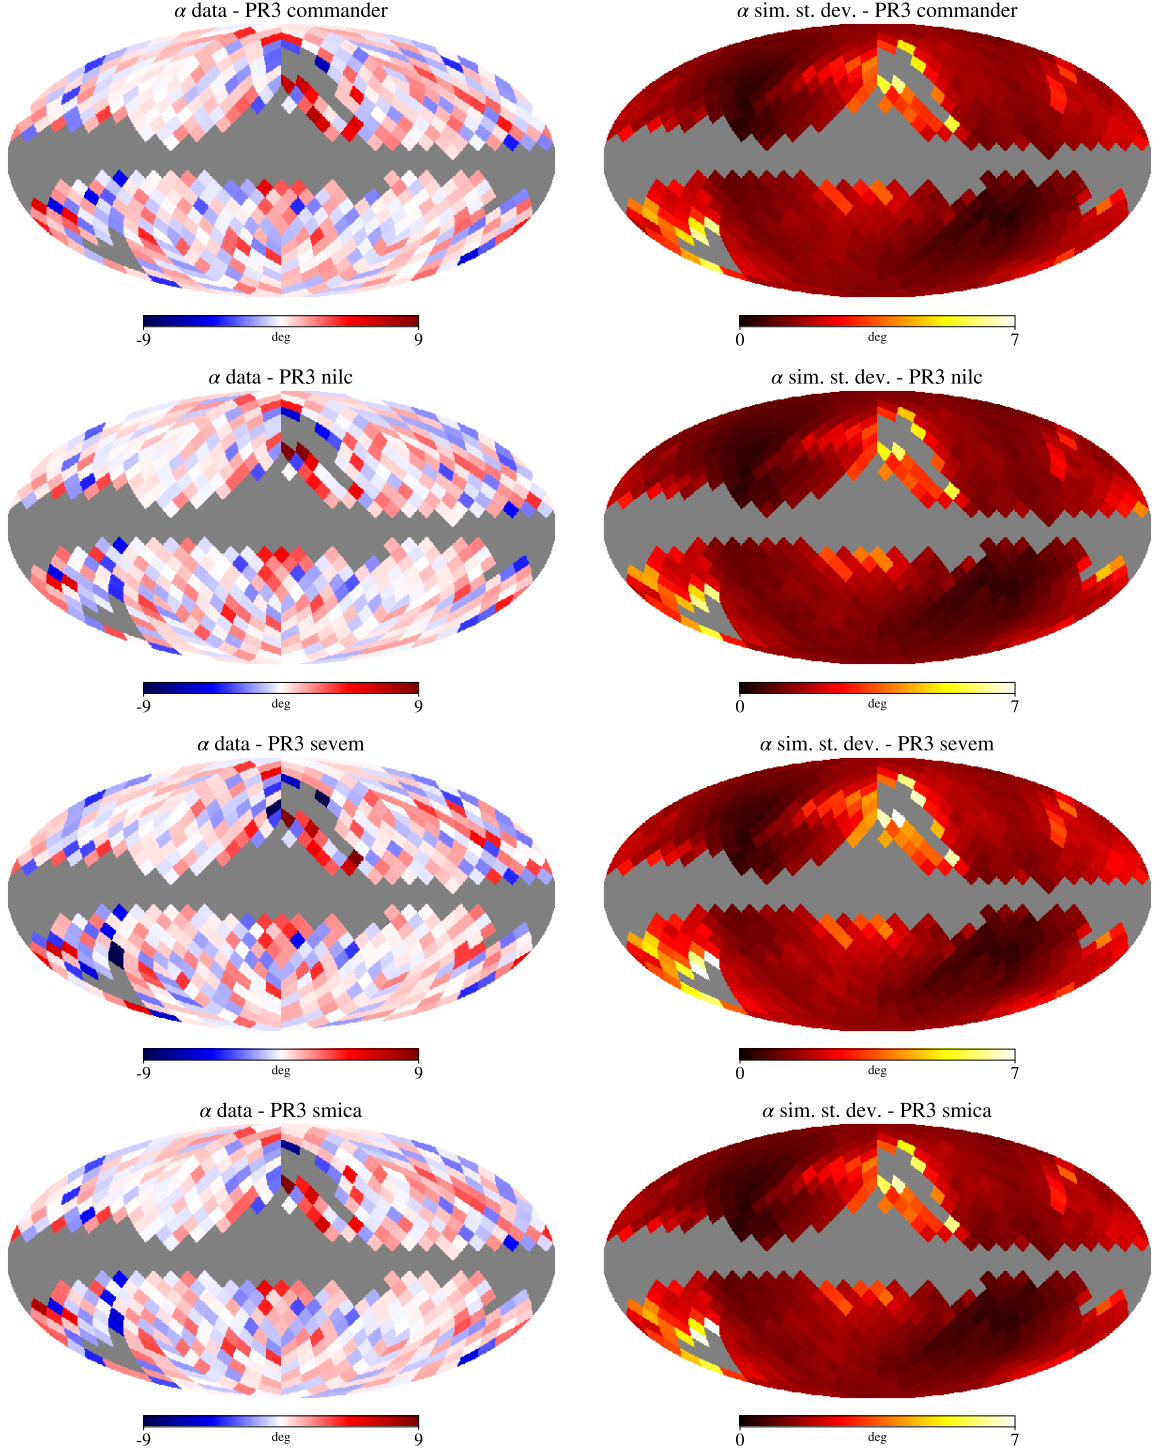 α data - PR3 commander
α sim. st. dev. - PR3 commander
-9 deg 9
0 deg 7
α data - PR3 nilc
α sim. st. dev. - PR3 nilc
-9 deg 9
0 deg 7
α data - PR3 sevem
α sim. st. dev. - PR3 sevem
-9 deg 9
0 deg 7
α data - PR3 smica
α sim. st. dev. - PR3 smica
-9 deg 9
0 deg 7